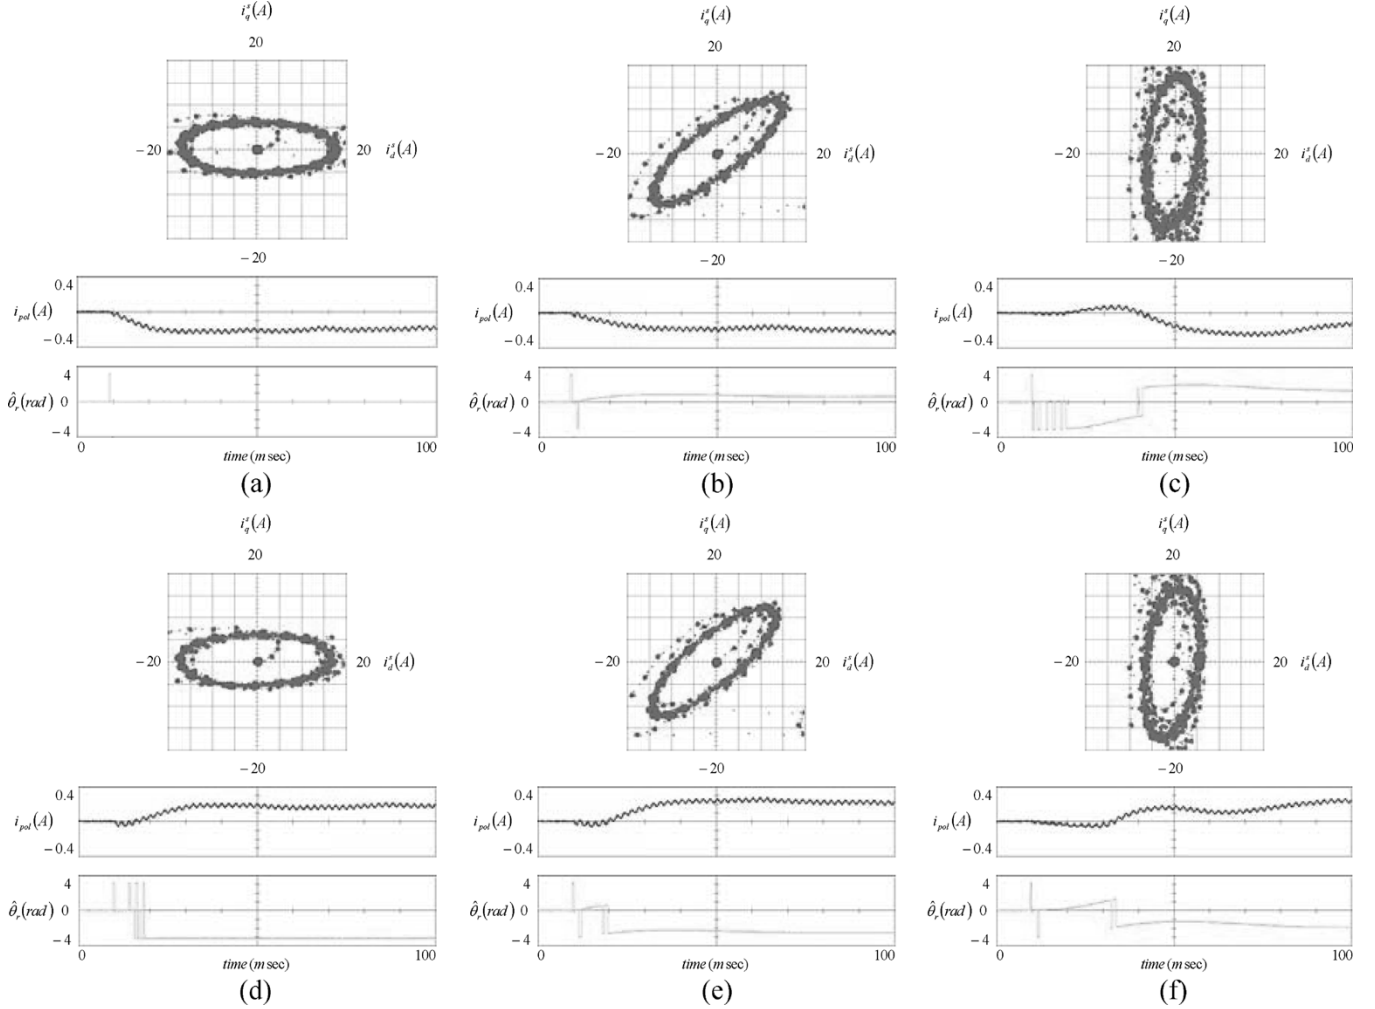 i_q^s(A) i_q^s(A) i_q^s(A)
20 20 20
−20 20 i_d^s(A) −20 20 i_d^s(A) −20 20 i_d^s(A)
−20 −20 −20
0.4 0.4 0.4
i_pol(A) i_pol(A) i_pol(A)
−0.4 −0.4 −0.4
4 4 4
θ̂_r(rad) 0 θ̂_r(rad) 0 θ̂_r(rad) 0
−4 −4 −4
0 100 0 100 0 100
time(msec) time(msec) time(msec)
(a) (b) (c)
i_q^s(A) i_q^s(A) i_q^s(A)
20 20 20
−20 20 i_d^s(A) −20 20 i_d^s(A) −20 20 i_d^s(A)
−20 −20 −20
0.4 0.4 0.4
i_pol(A) i_pol(A) i_pol(A)
−0.4 −0.4 −0.4
4 4 4
θ̂_r(rad) 0 θ̂_r(rad) 0 θ̂_r(rad) 0
−4 −4 −4
0 100 0 100 0 100
time(msec) time(msec) time(msec)
(d) (e) (f)